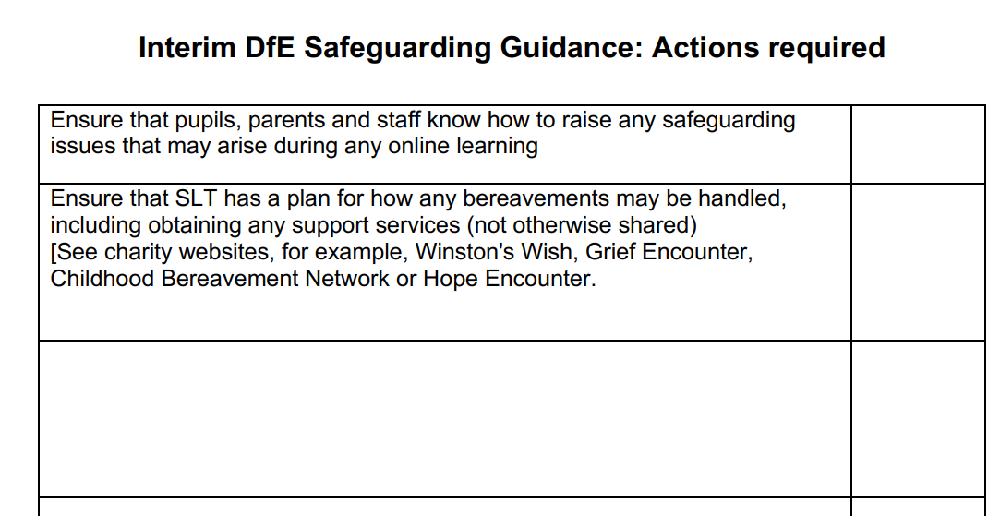 Interim DfE Safeguarding Guidance: Actions required
Ensure that pupils, parents and staff know how to raise any safeguarding
issues that may arise during any online learning
Ensure that SLT has a plan for how any bereavements may be handled,
including obtaining any support services (not otherwise shared)
[See charity websites, for example, Winston's Wish, Grief Encounter,
Childhood Bereavement Network or Hope Encounter.